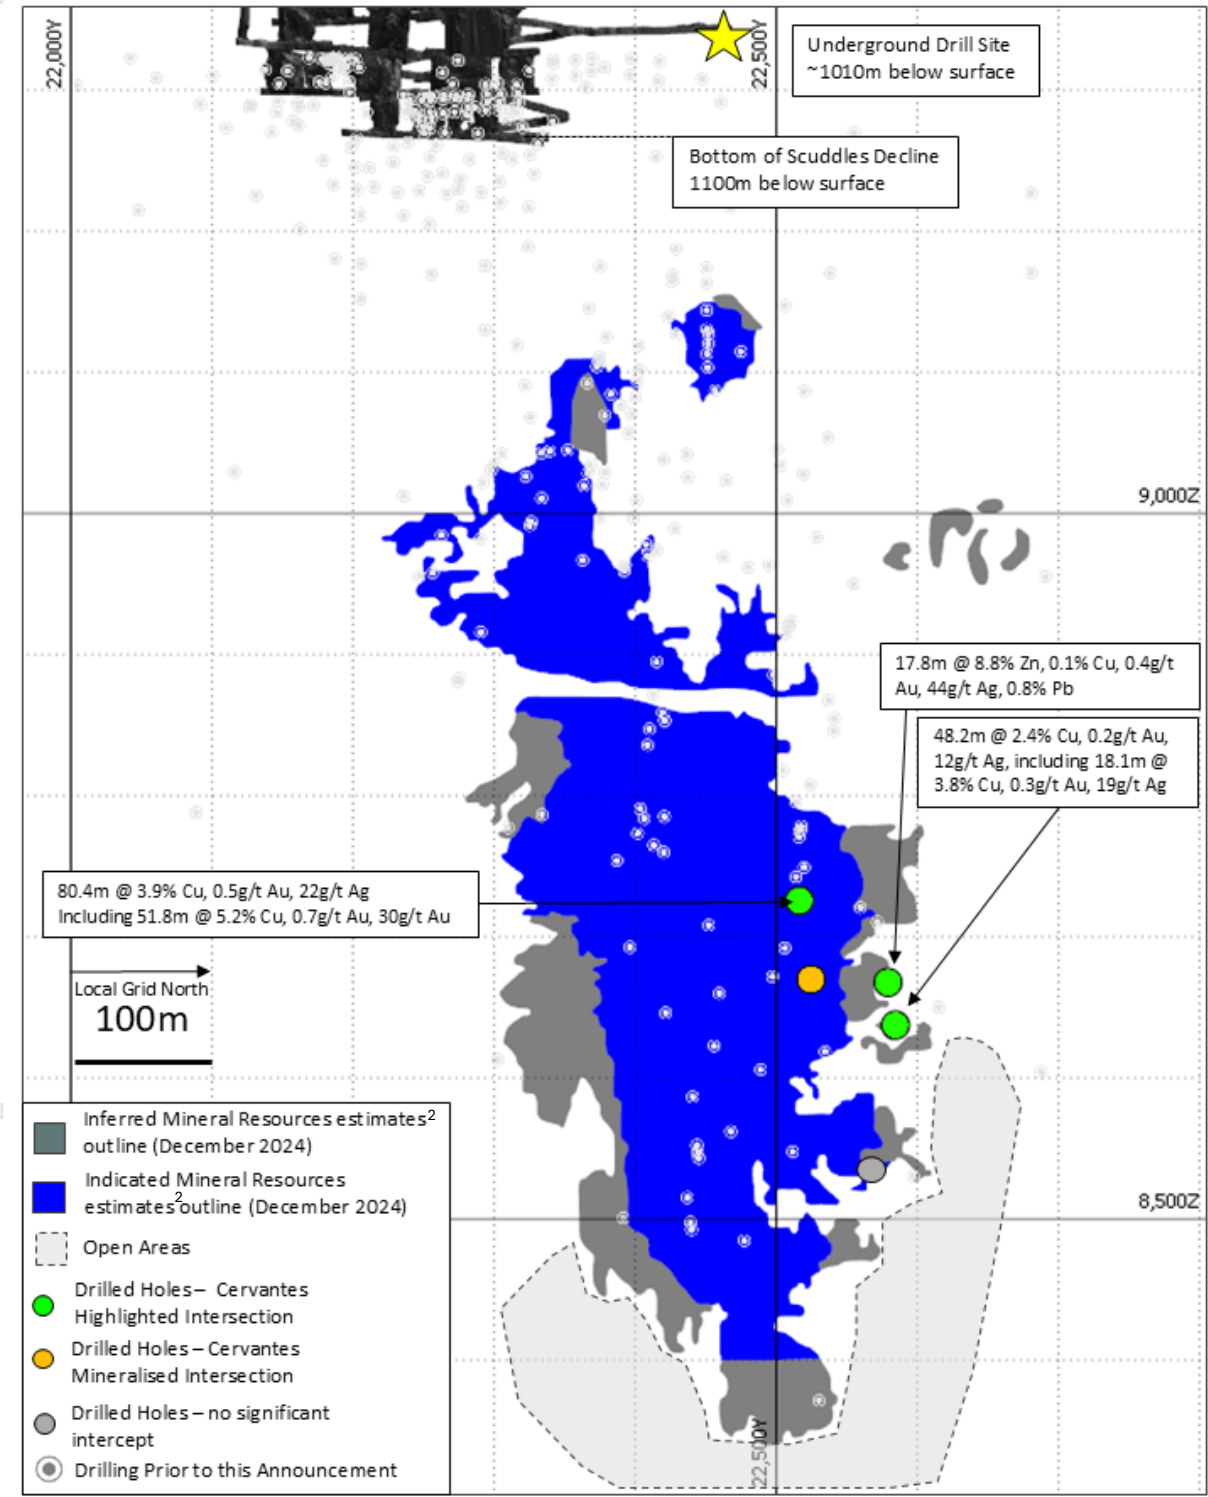 22,000Y
22,500Y
Underground Drill Site
~1010m below surface
Bottom of Scuddles Decline
1100m below surface
9,000Z
17.8m @ 8.8% Zn, 0.1% Cu, 0.4g/t
Au, 44g/t Ag, 0.8% Pb
48.2m @ 2.4% Cu, 0.2g/t Au,
12g/t Ag, including 18.1m @
3.8% Cu, 0.3g/t Au, 19g/t Ag
80.4m @ 3.9% Cu, 0.5g/t Au, 22g/t Ag
Including 51.8m @ 5.2% Cu, 0.7g/t Au, 30g/t Au
Local Grid North
100m
Inferred Mineral Resources estimates2
outline (December 2024)
Indicated Mineral Resources
estimates2 outline (December 2024)
8,500Z
Open Areas
Drilled Holes – Cervantes
Highlighted Intersection
Drilled Holes – Cervantes
Mineralised Intersection
Drilled Holes – no significant
intercept
Drilling Prior to this Announcement
22,500Y